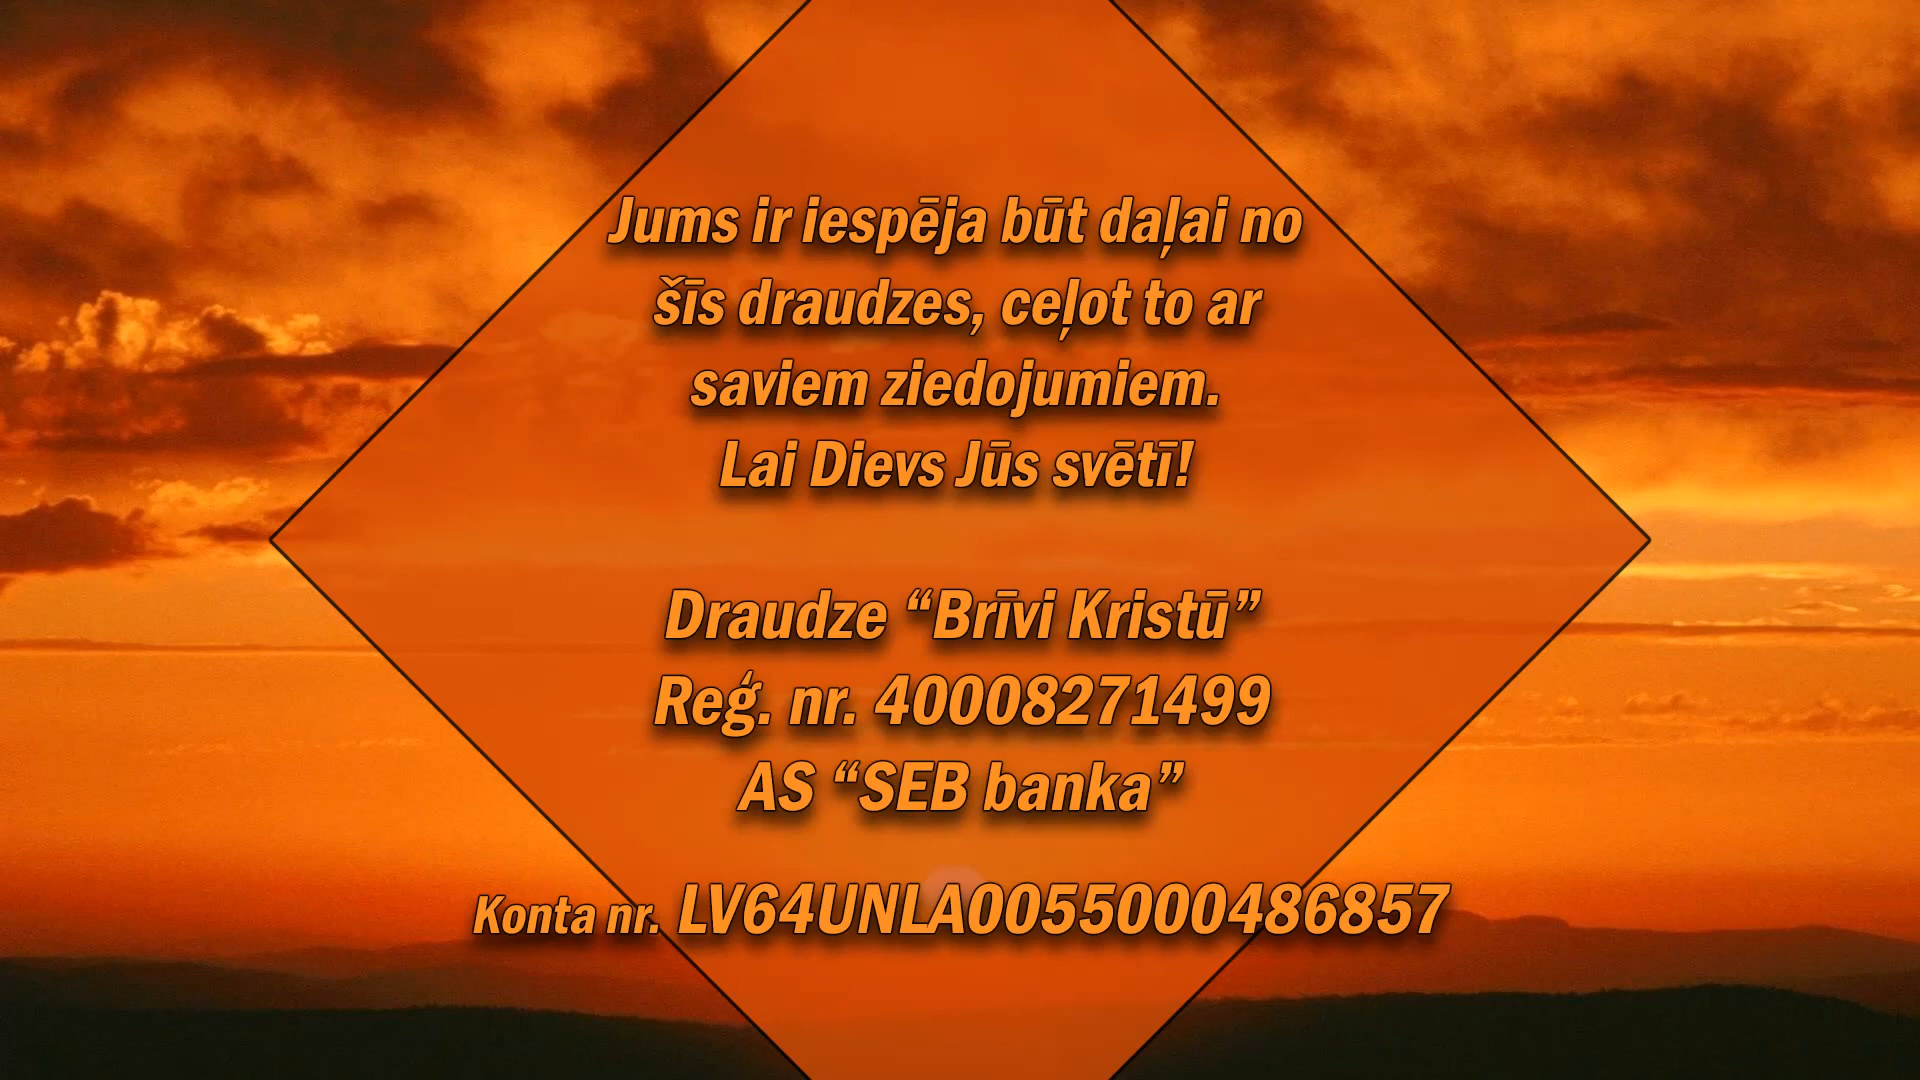 Jums ir iespēja būt daļai no
šīs draudzes, ceļot to ar
saviem ziedojumiem.
Lai Dievs Jūs svētī!
Draudze “Brīvi Kristū”
Reģ. nr. 40008271499
AS “SEB banka”
Konta nr. LV64UNLA0055000486857